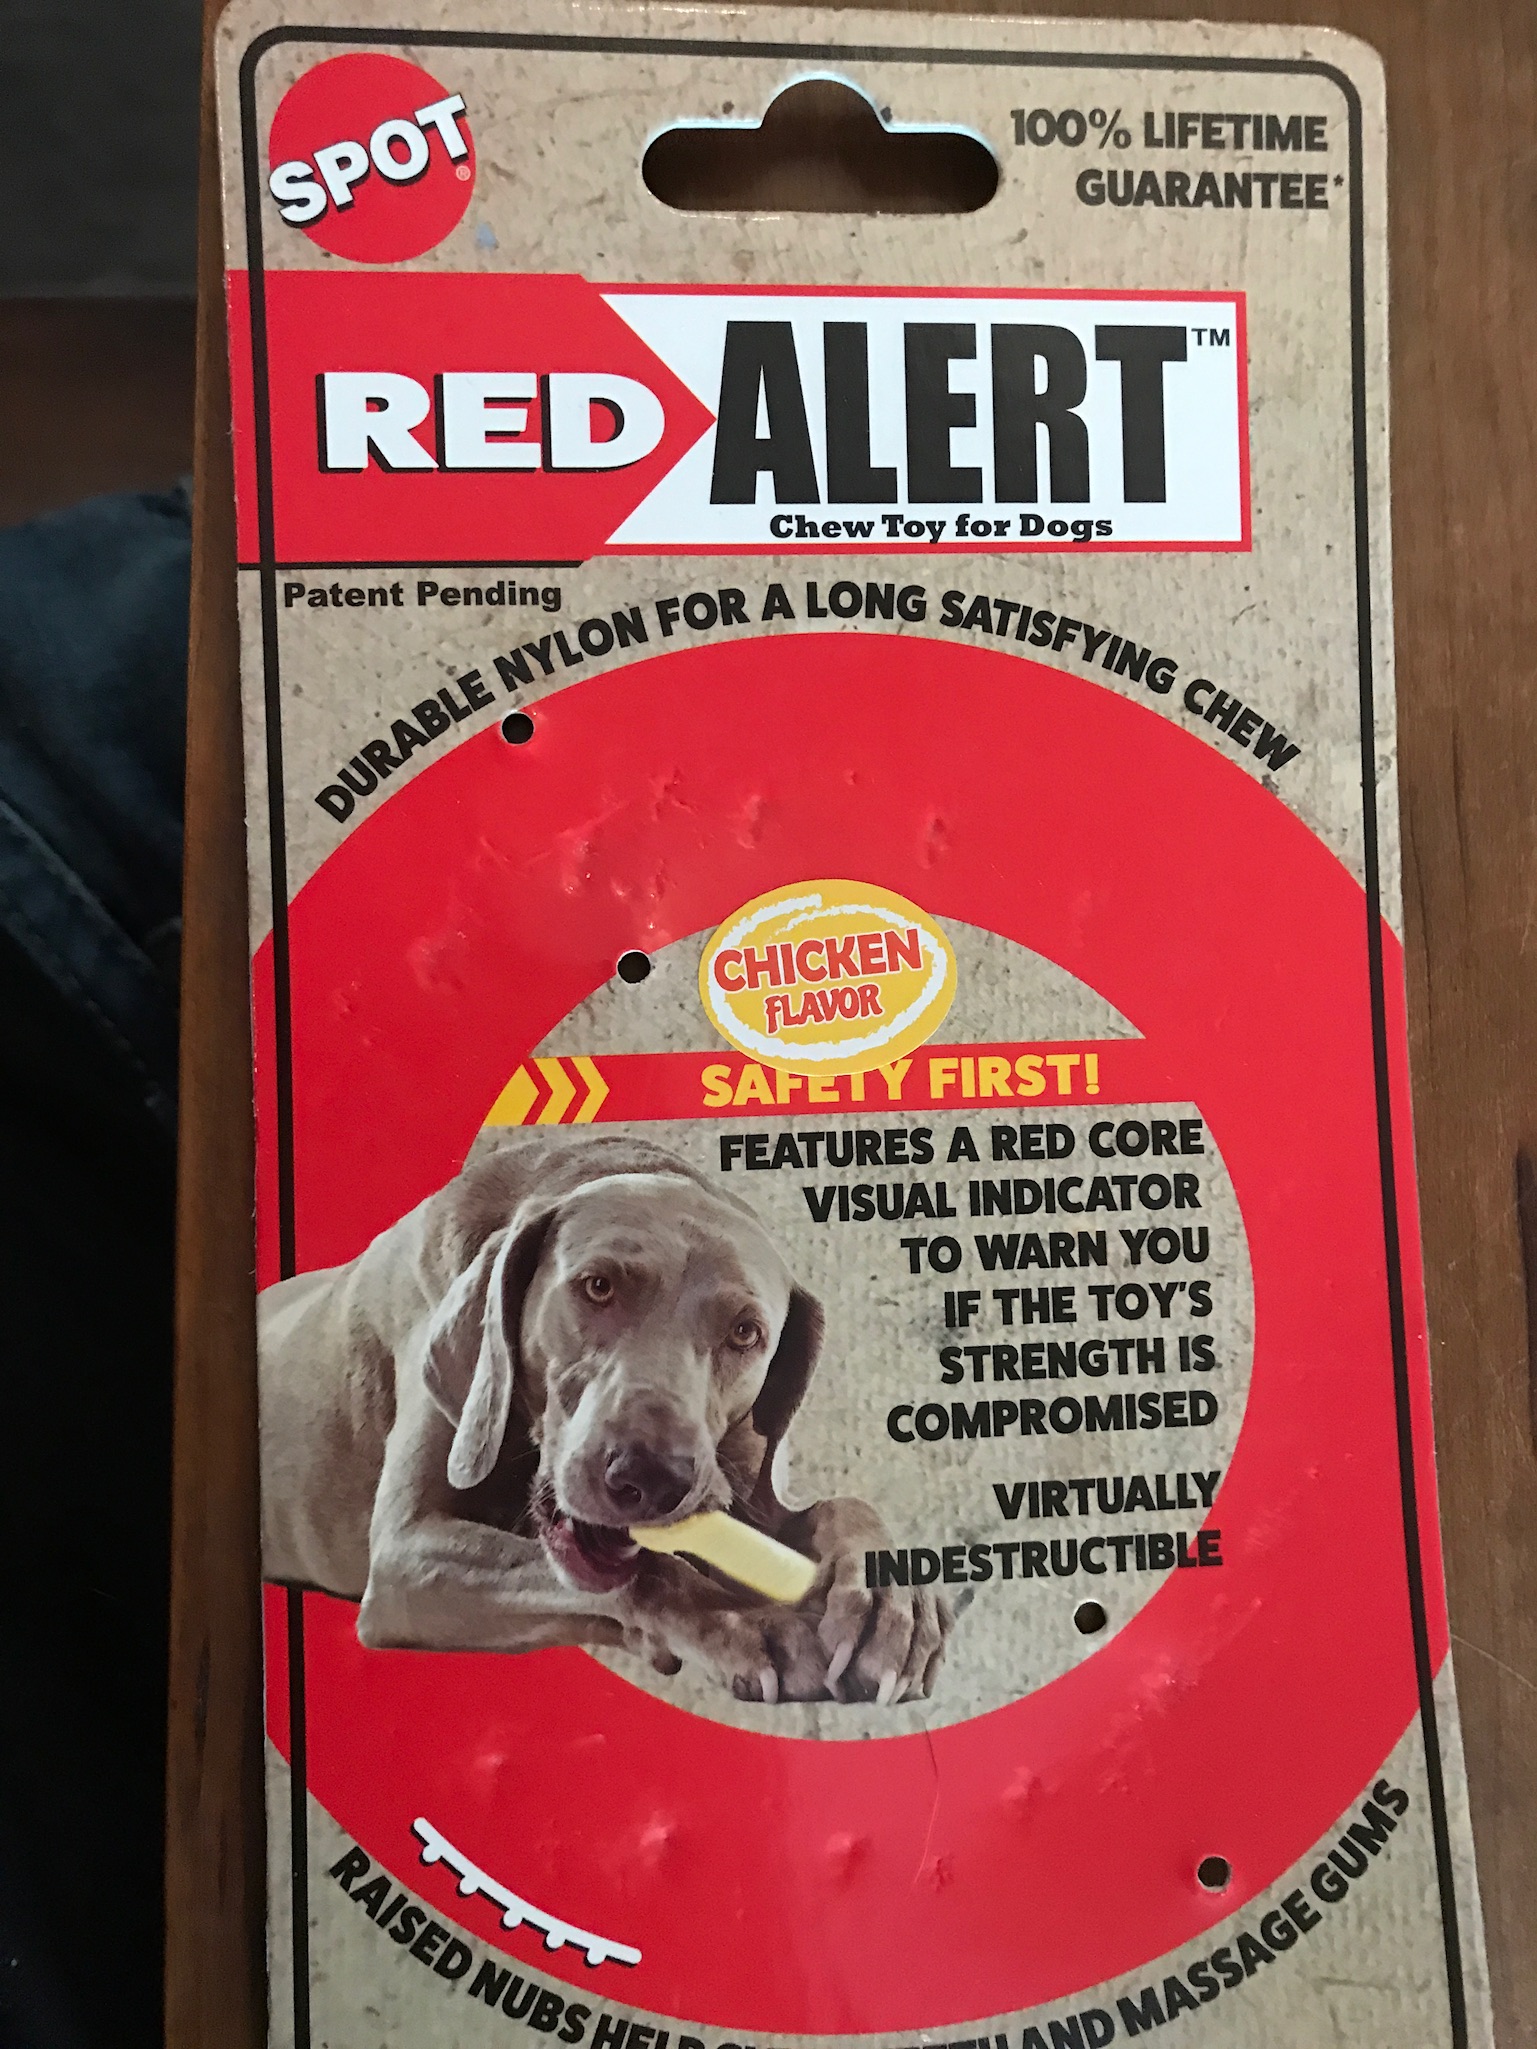 SPOT®
100% LIFETIME
GUARANTEE*
RED ALERT™
Chew Toy for Dogs
Patent Pending
DURABLE NYLON FOR A LONG SATISFYING CHEW
CHICKEN
FLAVOR
SAFETY FIRST!
FEATURES A RED CORE
VISUAL INDICATOR
TO WARN YOU
IF THE TOY'S
STRENGTH IS
COMPROMISED
VIRTUALLY
INDESTRUCTIBLE
RAISED NUBS HELP AND MASSAGE GUMS